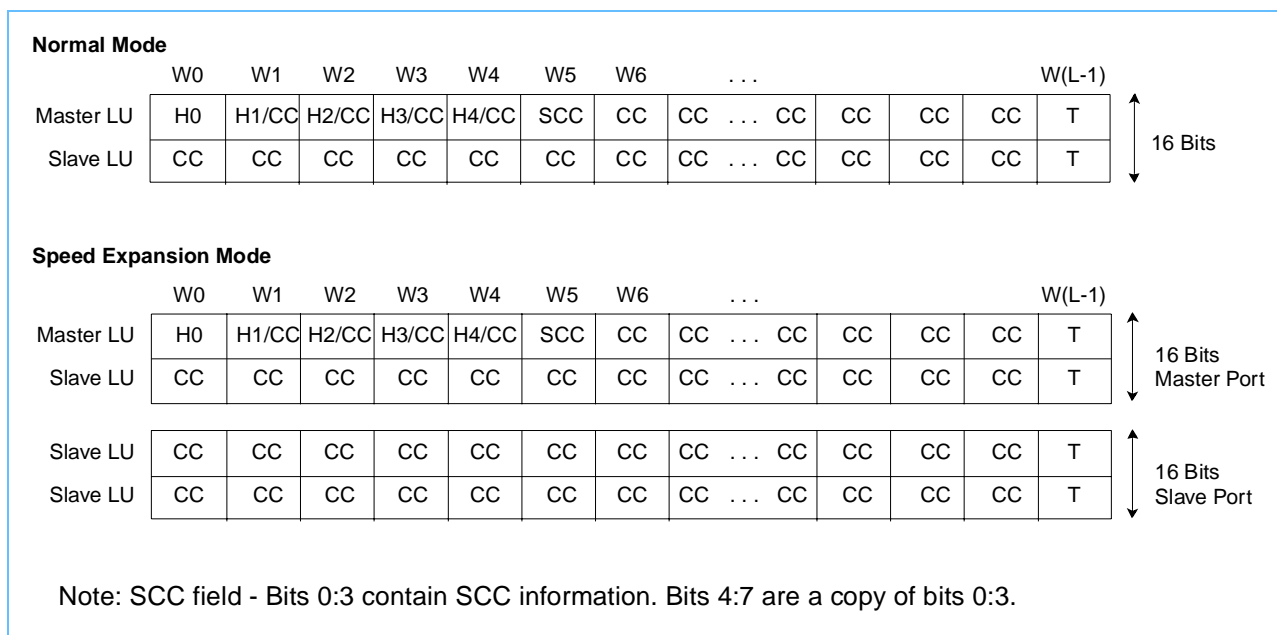 Normal Mode
W0 W1 W2 W3 W4 W5 W6 . . . W(L-1)
Master LU H0 H1/CC H2/CC H3/CC H4/CC SCC CC CC . . . CC CC CC CC T
Slave LU CC CC CC CC CC CC CC CC . . . CC CC CC CC T
16 Bits
Speed Expansion Mode
W0 W1 W2 W3 W4 W5 W6 . . . W(L-1)
Master LU H0 H1/CC H2/CC H3/CC H4/CC SCC CC CC . . . CC CC CC CC T
Slave LU CC CC CC CC CC CC CC CC . . . CC CC CC CC T
16 Bits
Master Port
Slave LU CC CC CC CC CC CC CC CC . . . CC CC CC CC T
Slave LU CC CC CC CC CC CC CC CC . . . CC CC CC CC T
16 Bits
Slave Port
Note: SCC field - Bits 0:3 contain SCC information. Bits 4:7 are a copy of bits 0:3.